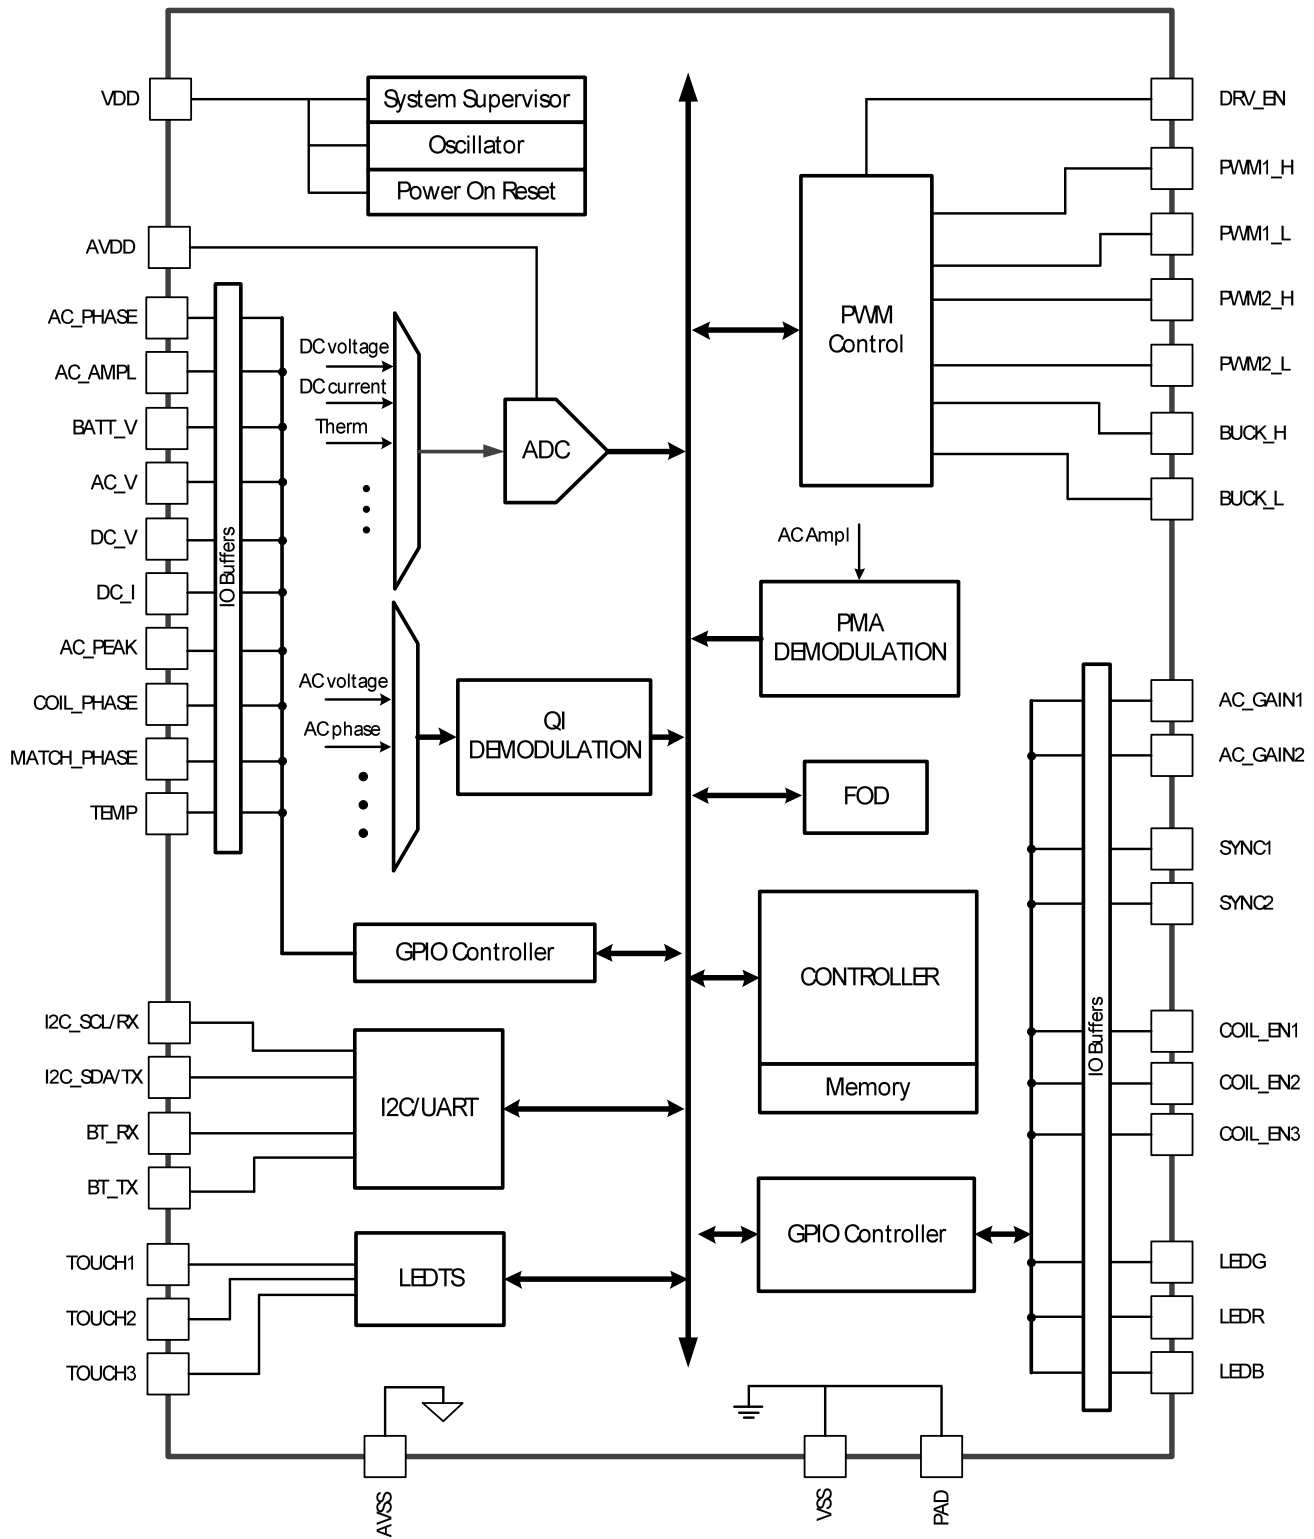 VDD
System Supervisor
Oscillator
Power On Reset
AVDD
AC_PHASE
AC_AMPL
BATT_V
AC_V
DC_V
DC_I
AC_PEAK
COIL_PHASE
MATCH_PHASE
TEMP
IO Buffers
DC voltage
DC current
Therm
ADC
AC voltage
AC phase
QI
DEMODULATION
GPIO Controller
I2C_SCL/RX
I2C_SDA/TX
BT_RX
BT_TX
I2C/UART
TOUCH1
TOUCH2
TOUCH3
LEDTS
AVSS
PWM
Control
AC Ampl
PMA
DEMODULATION
FOD
CONTROLLER
Memory
GPIO Controller
VSS
PAD
IO Buffers
DRV_EN
PWM1_H
PWM1_L
PWM2_H
PWM2_L
BUCK_H
BUCK_L
AC_GAIN1
AC_GAIN2
SYNC1
SYNC2
COIL_EN1
COIL_EN2
COIL_EN3
LEDG
LEDR
LEDB